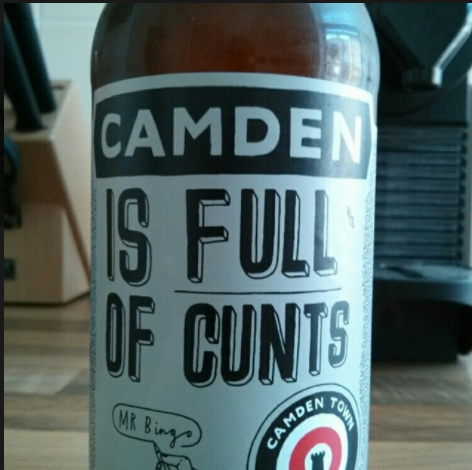 CAMDEN
IS FULL
OF CUNTS
MR Bingo
CAMDEN TOWN